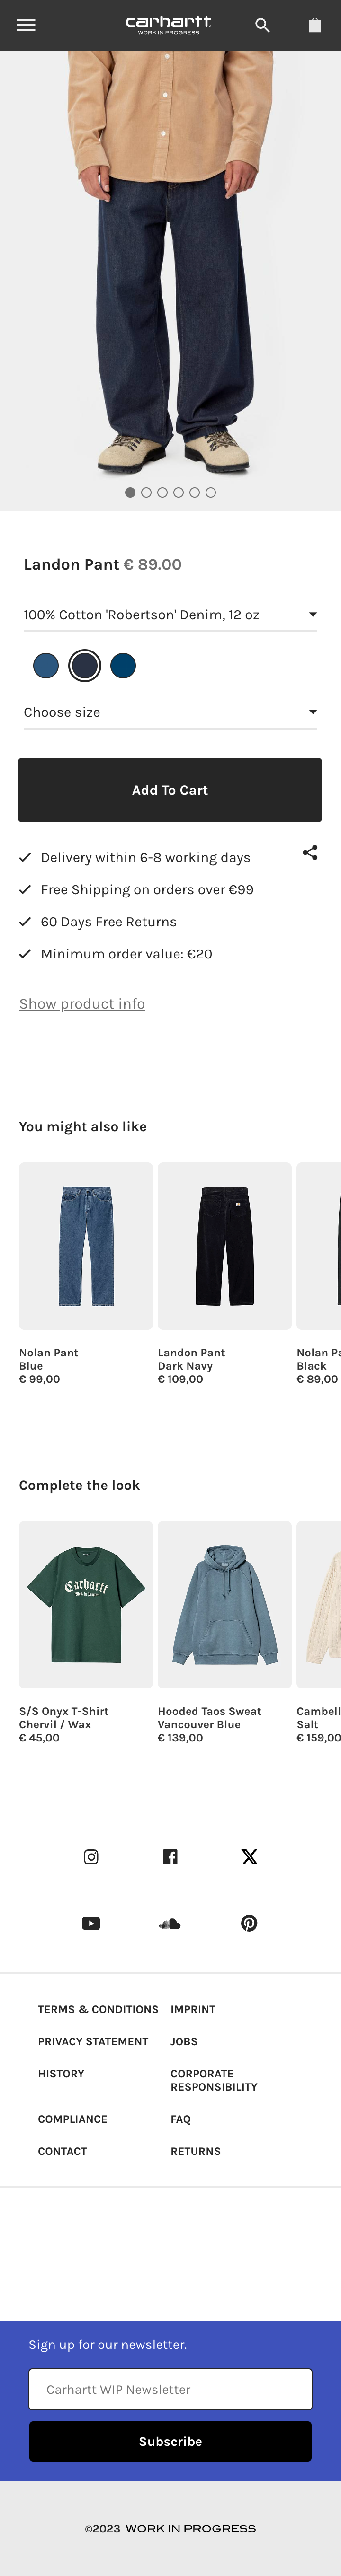 carhartt
WORK IN PROGRESS
Landon Pant € 89.00
100% Cotton 'Robertson' Denim, 12 oz
Choose size
Add To Cart
Delivery within 6-8 working days
Free Shipping on orders over €99
60 Days Free Returns
Minimum order value: €20
Show product info
You might also like
Nolan Pant
Blue
€ 99,00
Landon Pant
Dark Navy
€ 109,00
Nolan Pa
Black
€ 89,00
Complete the look
Carhartt
Work in Progress
S/S Onyx T-Shirt
Chervil / Wax
€ 45,00
Hooded Taos Sweat
Vancouver Blue
€ 139,00
Cambell
Salt
€ 159,00
TERMS & CONDITIONS
IMPRINT
PRIVACY STATEMENT
JOBS
HISTORY
CORPORATE
RESPONSIBILITY
COMPLIANCE
FAQ
CONTACT
RETURNS
Sign up for our newsletter.
Carhartt WIP Newsletter
Subscribe
©2023 WORK IN PROGRESS